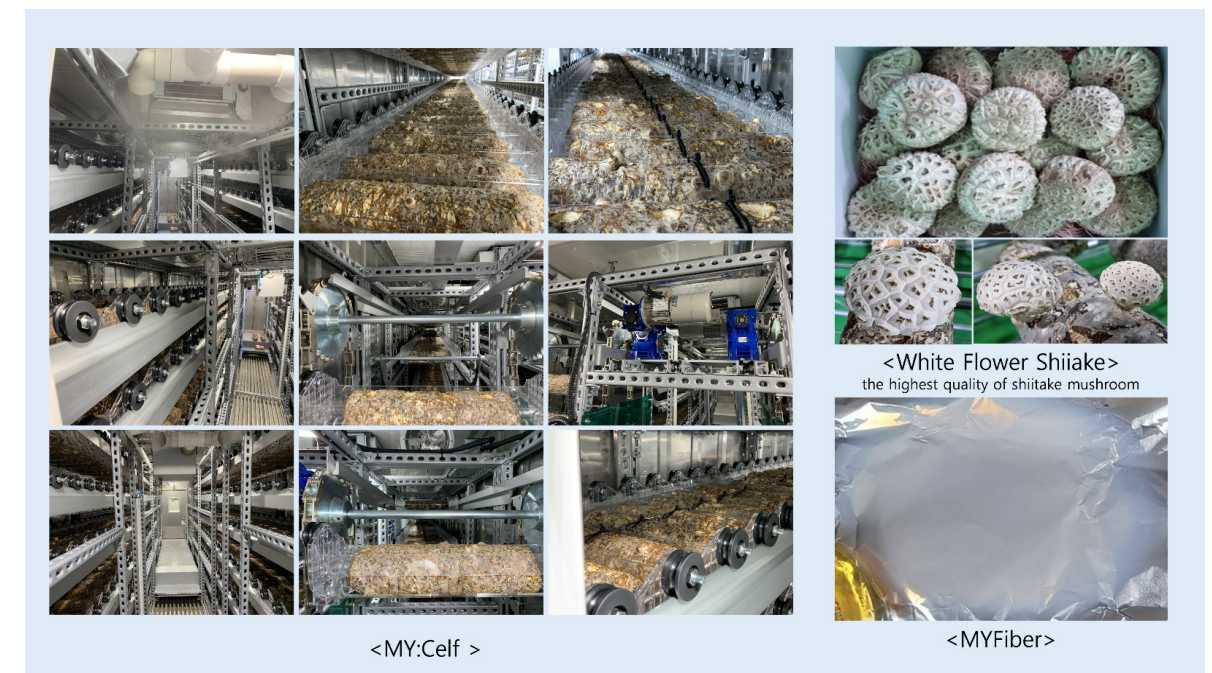 <White Flower Shiiake>
the highest quality of shiitake mushroom
<MY:Celf >
<MYFiber>